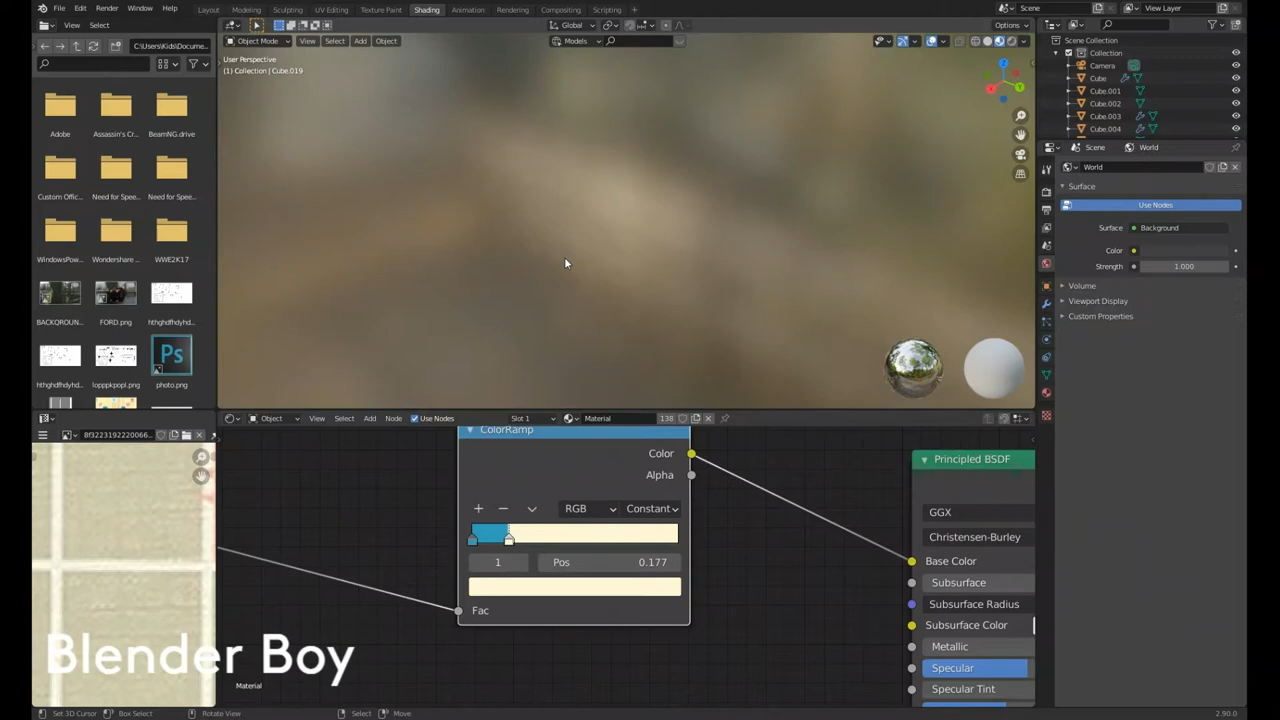 File Edit Render Window Help Layout Modeling Sculpting UV Editing Texture Paint Shading Animation Rendering Compositing Scripting Scene View Layer
View Select Global Options
C:\Users\Kids\Docume... Object Mode View Select Add Object Models
User Perspective
(1) Collection | Cube.019
Scene Collection
Collection
Camera
Cube
Cube.001
Cube.002
Cube.003
Cube.004
Adobe Assassin's Cr... BeamNG.drive
Custom Offic... Need for Spee... Need for Spee...
WindowsPow... Wondershare ... WWE2K17
BACKQROUN... FORD.png hthghdfhdyhd...
hthghdfhdyhd... lopppkpopl.png photo.png
Ps
Scene World
World
Surface
Use Nodes
Surface Background
Color
Strength 1.000
Volume
Viewport Display
Custom Properties
Object View Select Add Node Use Nodes Slot 1 Material 138
8f3223192220066...
ColorRamp
Color
Alpha
RGB Constant
1 Pos 0.177
Fac
Principled BSDF
GGX
Christensen-Burley
Base Color
Subsurface
Subsurface Radius
Subsurface Color
Metallic
Specular
Specular Tint
Blender Boy
Material
Set 3D Cursor Box Select Rotate View Select Move 2.90.0